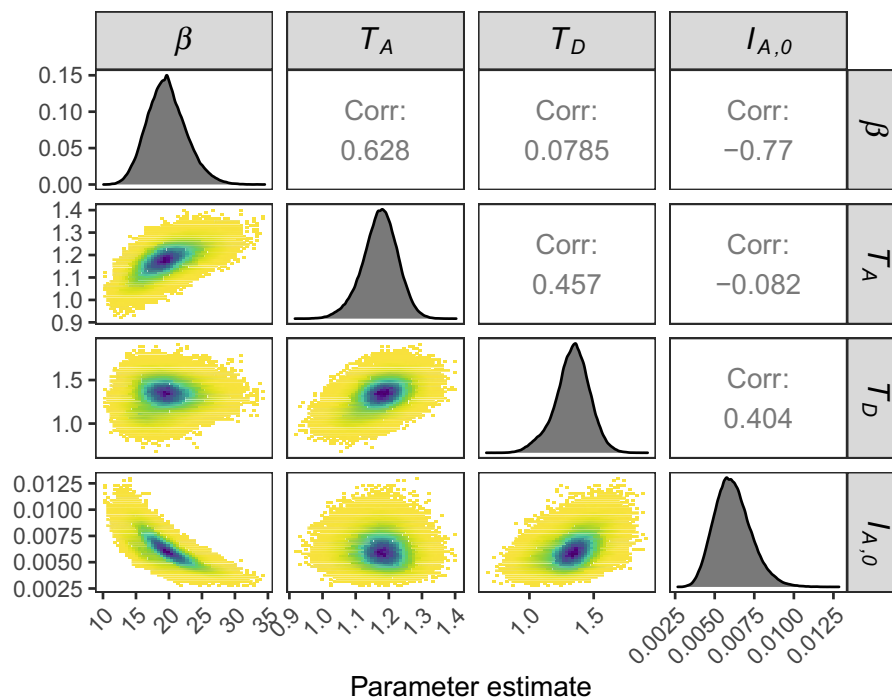 β T_A T_D I_A,0
0.15
0.10
0.05
0.00
Corr:
0.628
Corr:
0.0785
Corr:
−0.77
β
1.4
1.3
1.2
1.1
1.0
0.9
Corr:
0.457
Corr:
−0.082
T_A
1.5
1.0
Corr:
0.404
T_D
0.0125
0.0100
0.0075
0.0050
0.0025
I_A,0
10 15 20 25 30 35 0.9 1.0 1.1 1.2 1.3 1.4 1.0 1.5 0.0025 0.0050 0.0075 0.0100 0.0125
Parameter estimate